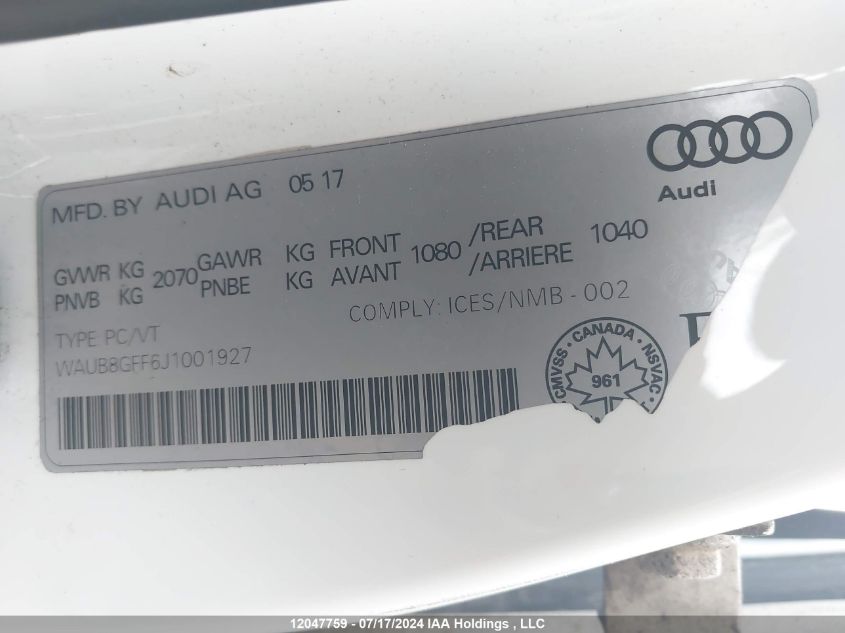 MFD. BY AUDI AG 05 17
Audi
GVWR KG 2070 GAWR KG FRONT 1080 /REAR 1040
PNVB KG PNBE KG AVANT /ARRIERE
COMPLY: ICES/NMB - 002
TYPE: PC/VT
WAUB8GFF6J1001927
CMVSS · CANADA · NSVAC
961
12047759 - 07/17/2024 IAA Holdings , LLC